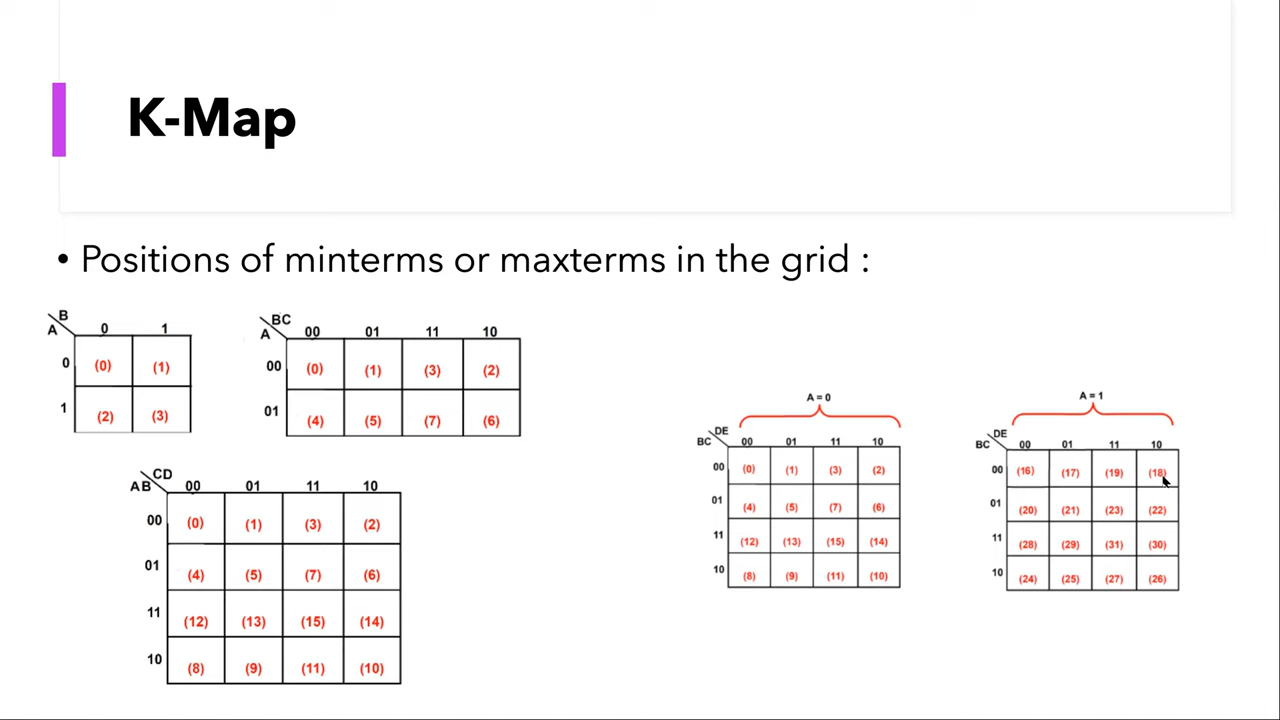 K-Map
• Positions of minterms or maxterms in the grid :
B
A 0 1
0 (0) (1)
1 (2) (3)
BC
A 00 01 11 10
00 (0) (1) (3) (2)
01 (4) (5) (7) (6)
CD
AB 00 01 11 10
00 (0) (1) (3) (2)
01 (4) (5) (7) (6)
11 (12) (13) (15) (14)
10 (8) (9) (11) (10)
A = 0
DE
BC 00 01 11 10
00 (0) (1) (3) (2)
01 (4) (5) (7) (6)
11 (12) (13) (15) (14)
10 (8) (9) (11) (10)
A = 1
DE
BC 00 01 11 10
00 (16) (17) (19) (18)
01 (20) (21) (23) (22)
11 (28) (29) (31) (30)
10 (24) (25) (27) (26)